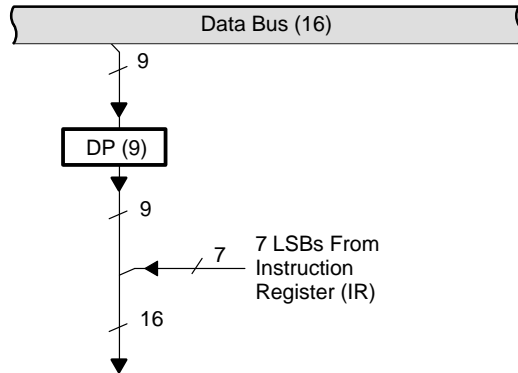 Data Bus (16)
9
DP (9)
9
7
7 LSBs From
Instruction
Register (IR)
16